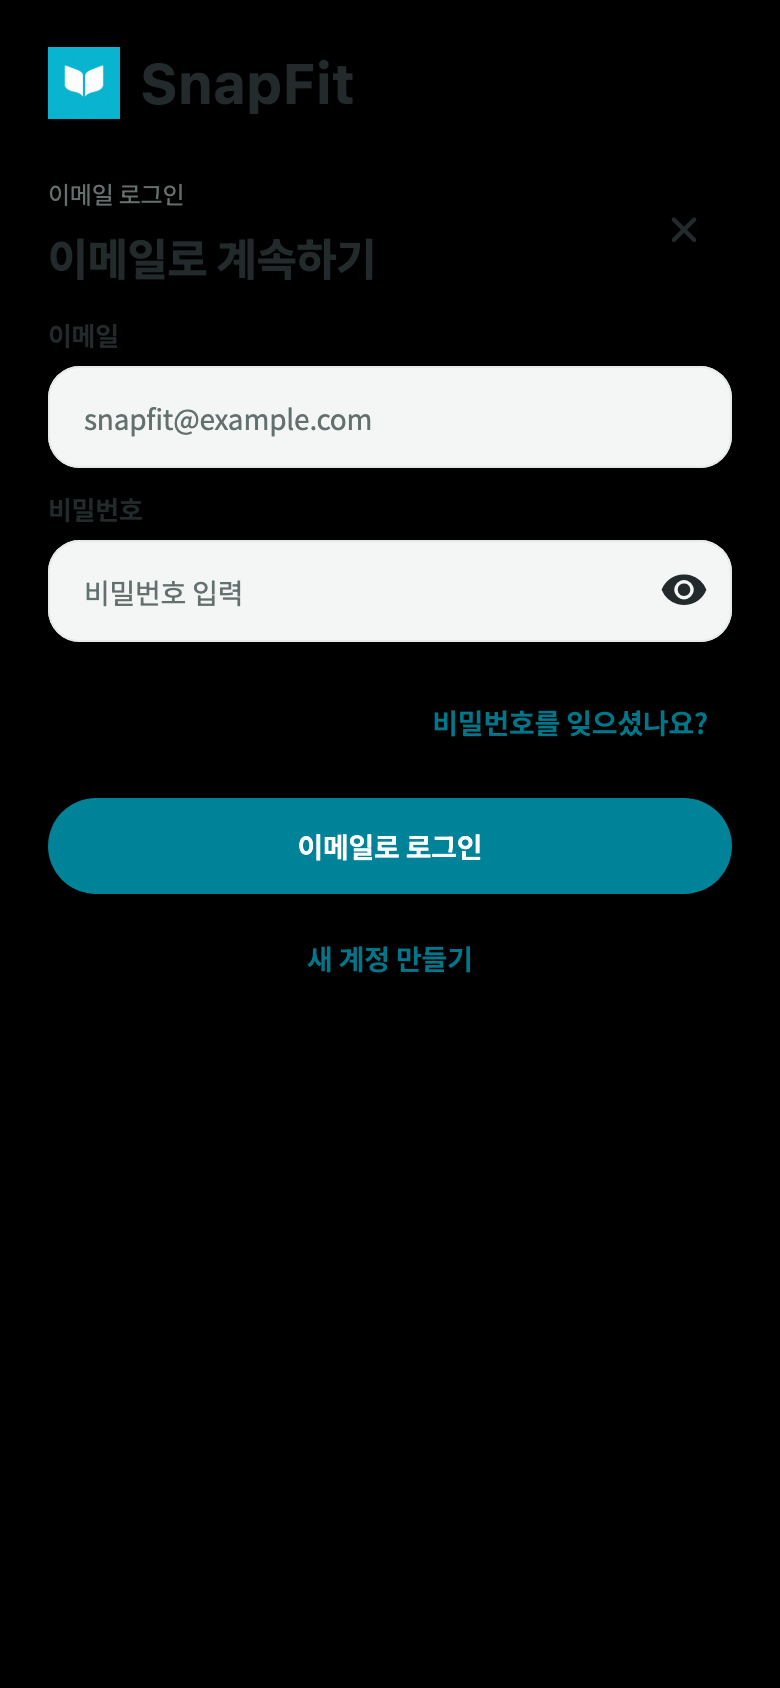 SnapFit
이메일 로그인
이메일로 계속하기
이메일
snapfit@example.com
비밀번호
비밀번호 입력
비밀번호를 잊으셨나요?
이메일로 로그인
새 계정 만들기